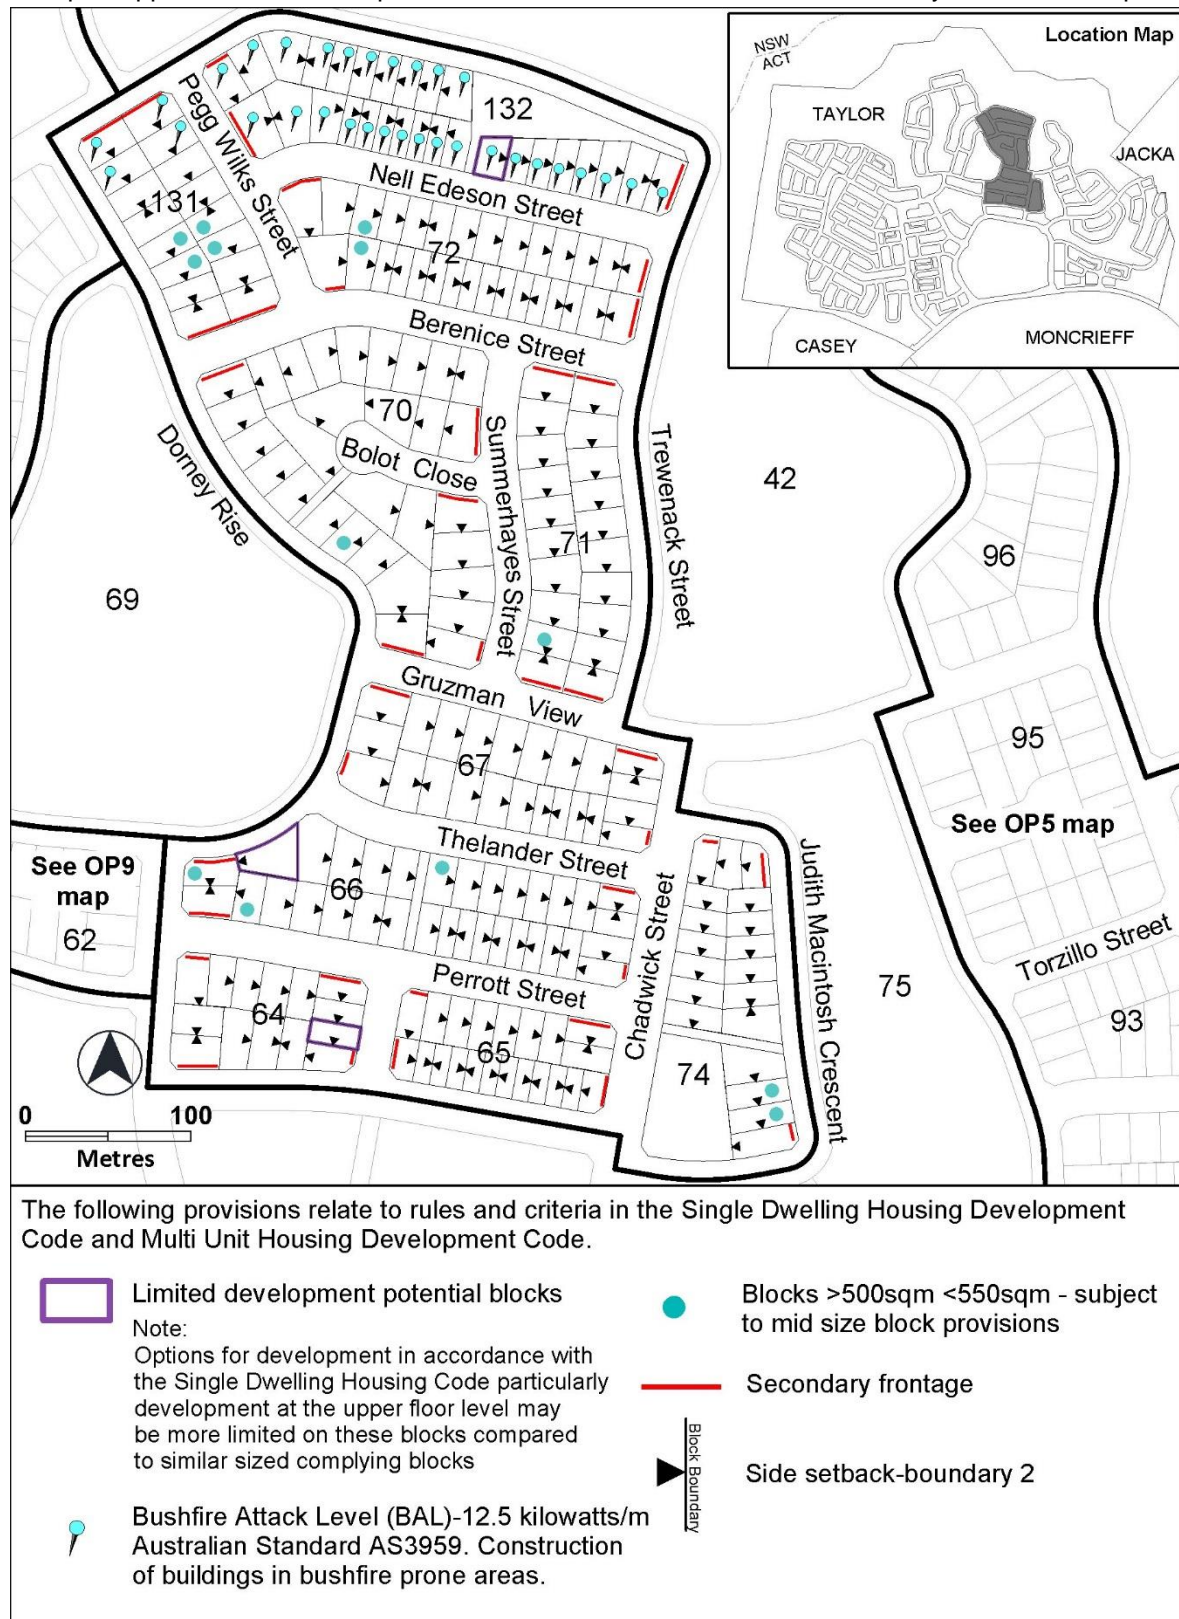 Location Map
NSW
ACT
TAYLOR
JACKA
CASEY
MONCRIEFF
132
Pegg Wilks Street
131
Nell Edeson Street
72
Berenice Street
70
Bolot Close
Summerhayes Street
71
Trewenack Street
42
Dorney Rise
69
96
Gruzman View
67
95
See OP5 map
Thelander Street
See OP9
map
62
66
Chadwick Street
Judith Macintosh Crescent
Torzillo Street
Perrott Street
75
93
64
65
74
0 100
Metres
The following provisions relate to rules and criteria in the Single Dwelling Housing Development
Code and Multi Unit Housing Development Code.
Limited development potential blocks
Note:
Options for development in accordance with
the Single Dwelling Housing Code particularly
development at the upper floor level may
be more limited on these blocks compared
to similar sized complying blocks
Bushfire Attack Level (BAL)-12.5 kilowatts/m
Australian Standard AS3959. Construction
of buildings in bushfire prone areas.
Blocks >500sqm <550sqm - subject
to mid size block provisions
Secondary frontage
Block Boundary
Side setback-boundary 2